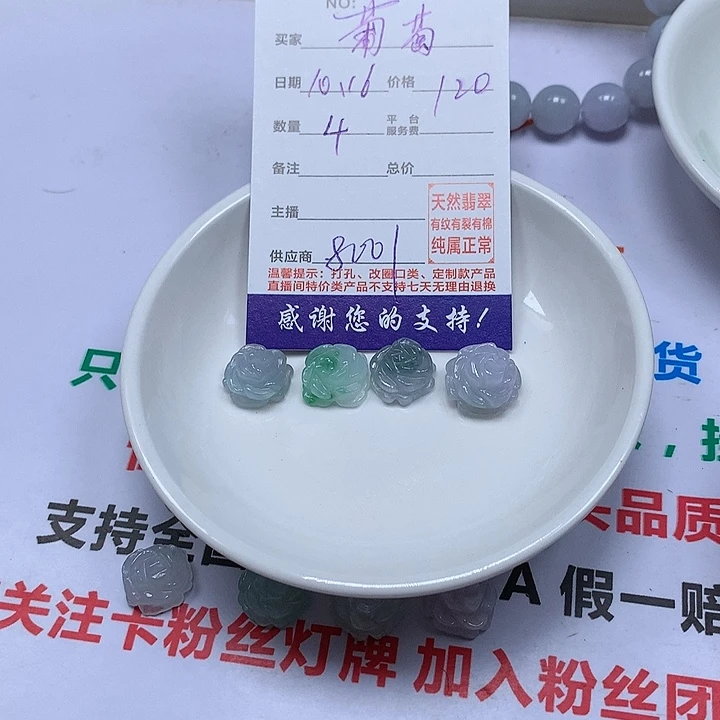 NO:
买家 葡萄
日期 10.16 价格 120
数量 4 平台服务费
备注 总价
主播
天然翡翠
有纹有裂有棉
纯属正常
供应商 8001
温馨提示：打孔、改圈口类、定制款产品
直播间特价类产品不支持七天无理由退换
感谢您的支持！
只 货
支持全国 A 假一赔
品质
关注卡粉丝灯牌 加入粉丝团